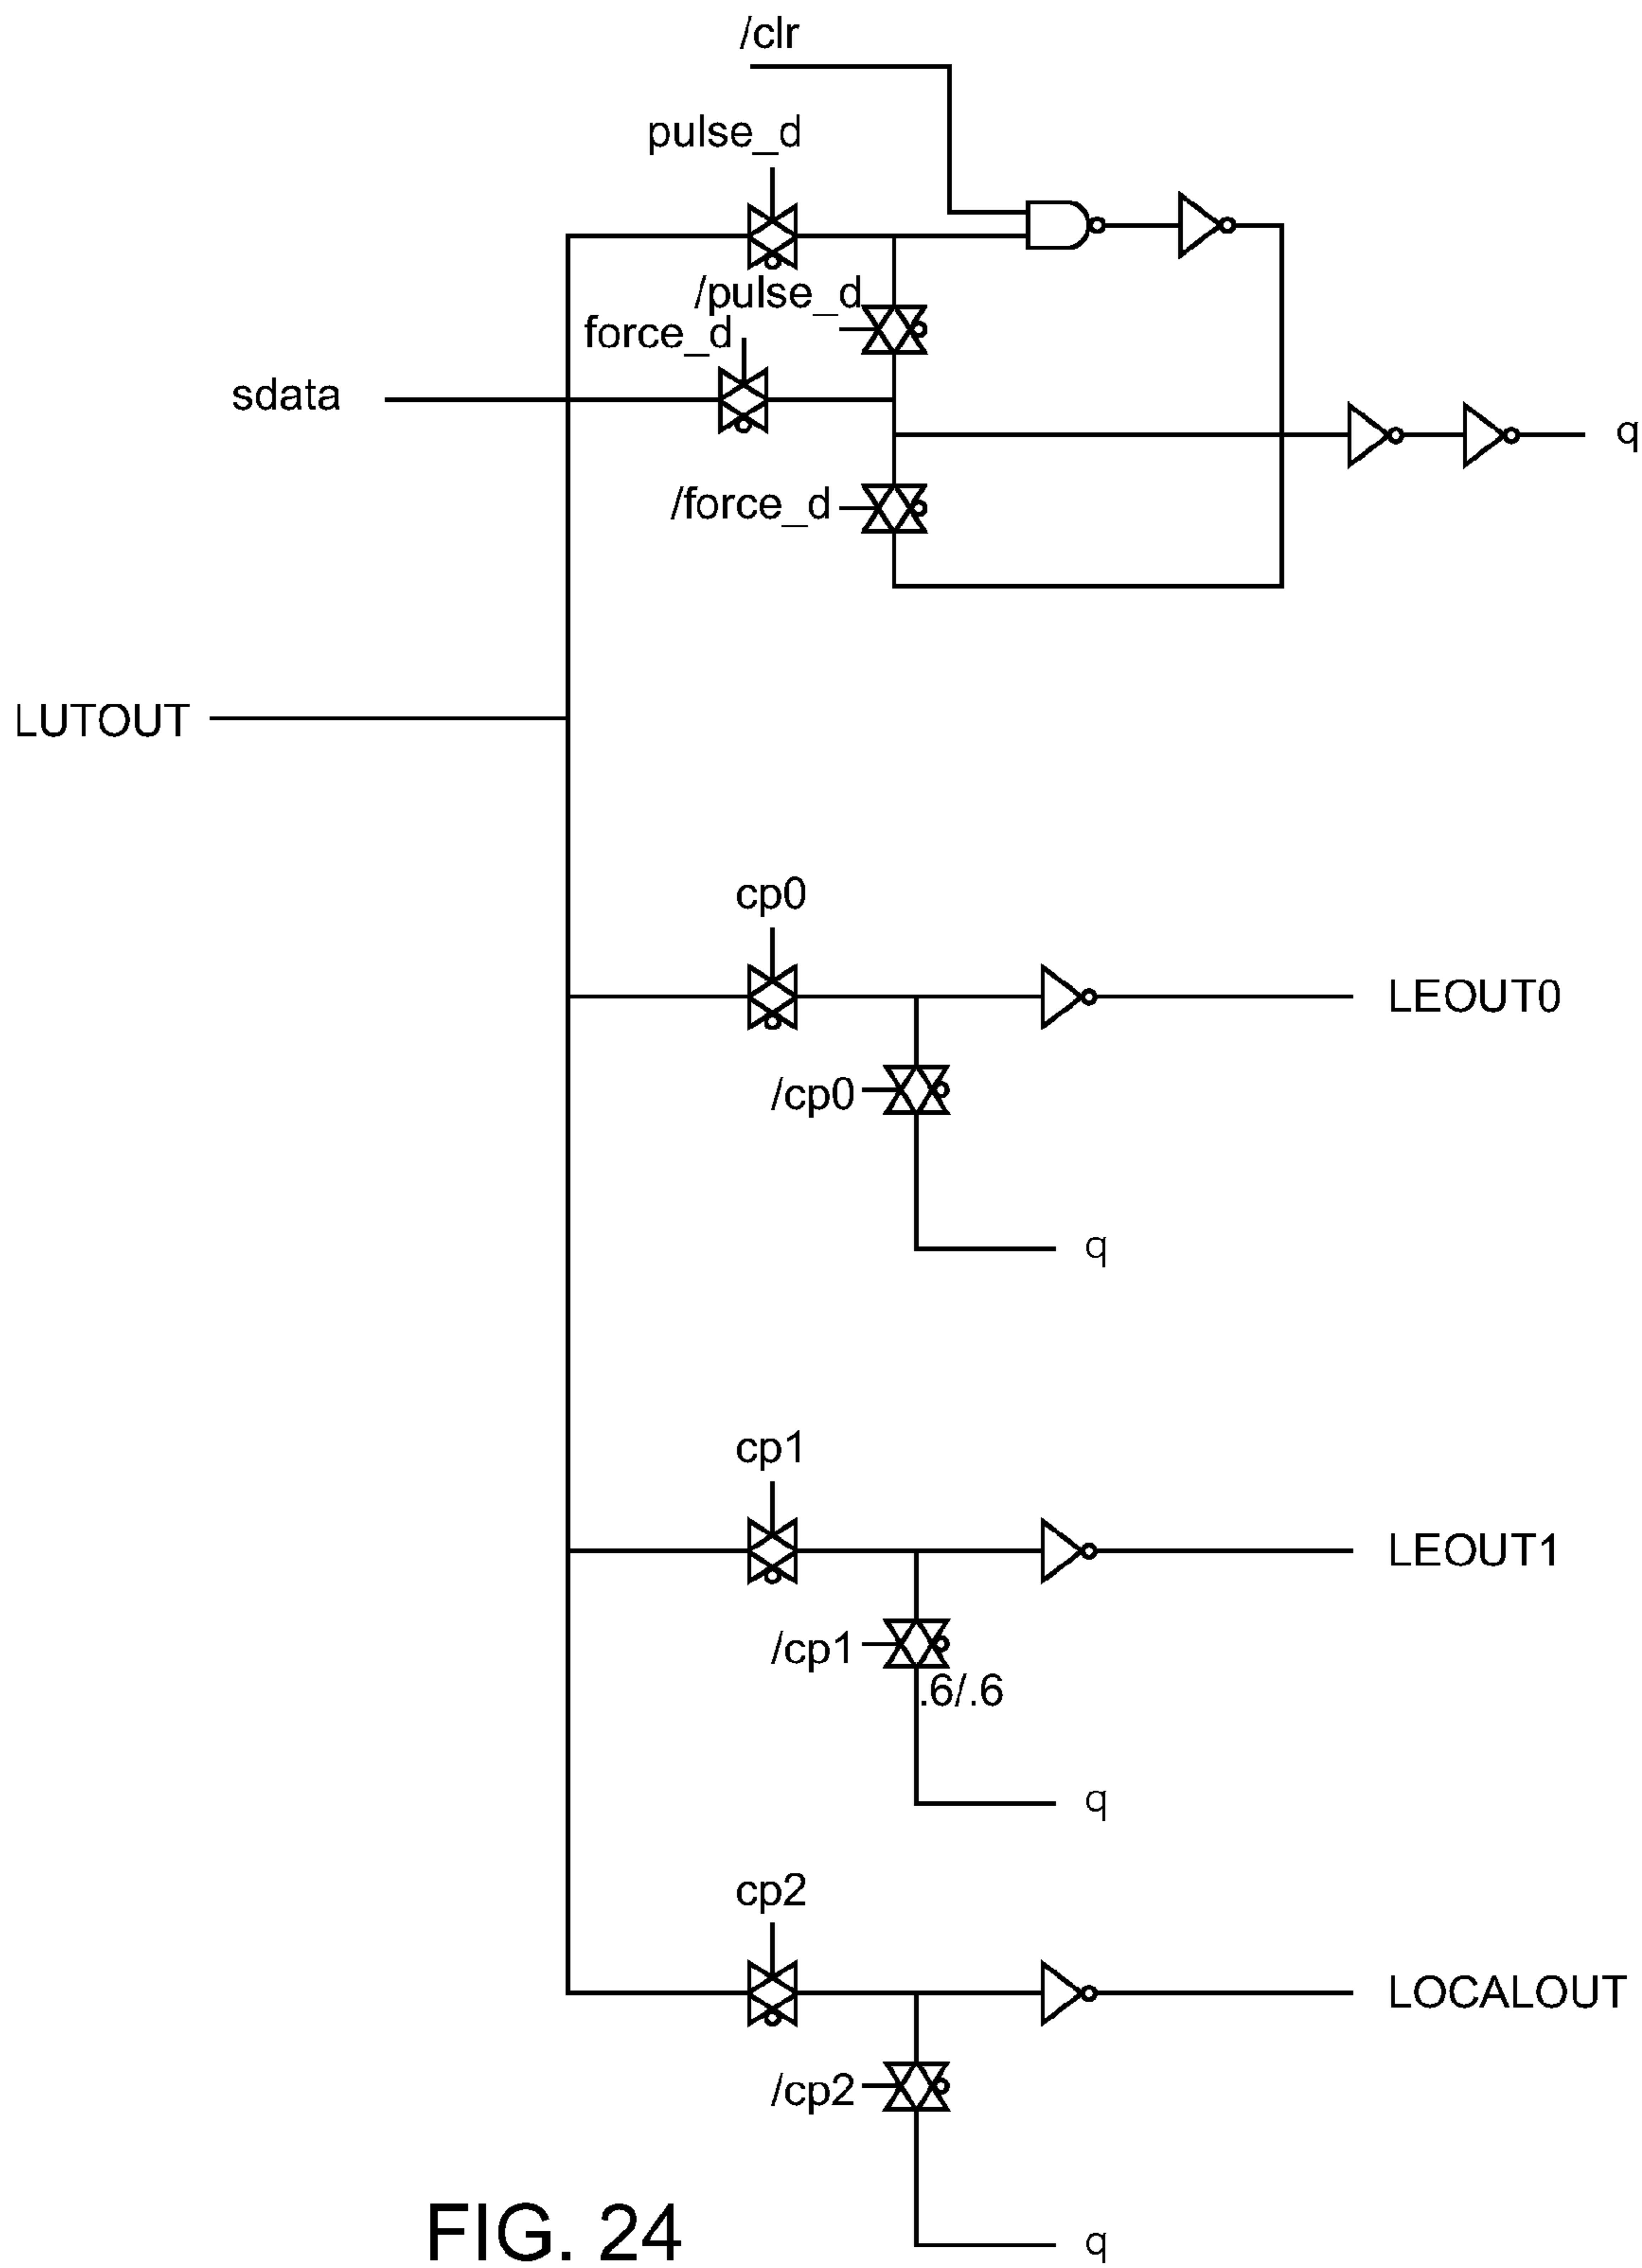 /clr
pulse_d
/pulse_d
force_d
sdata
q
/force_d
LUTOUT
cp0
LEOUT0
/cp0
q
cp1
LEOUT1
/cp1
.6/.6
q
cp2
LOCALOUT
/cp2
q
FIG. 24